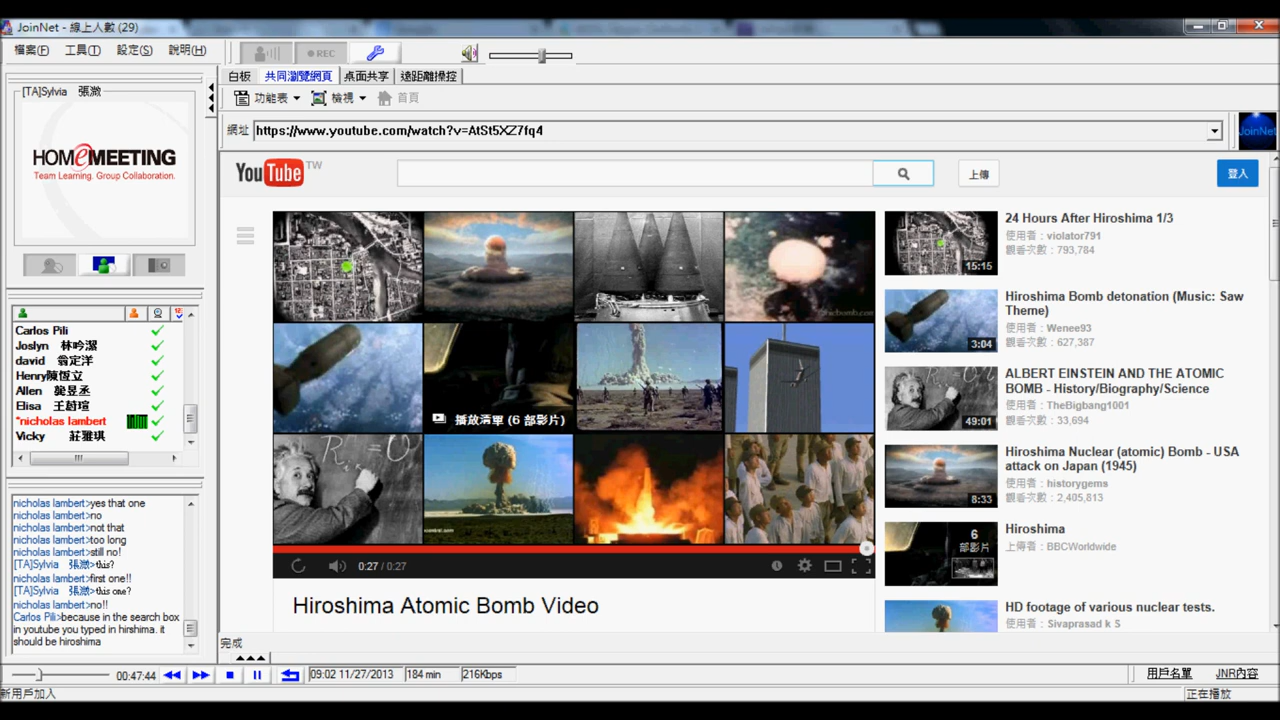 JoinNet - 線上人數 (29)
檔案(F) 工具(T) 設定(S) 說明(H)
REC
白板 共同瀏覽網頁 桌面共享 遠距離操控
功能表 檢視 首頁
網址 https://www.youtube.com/watch?v=AtSt5XZ7fq4
JoinNet
[TA]Sylvia 張瀓
HOMEMEETING
Team Learning. Group Collaboration.
Carlos Pili
Joslyn 林吟潔
david 翁定洋
Henry陳恆立
Allen 龔昱丞
Elisa 王葑瑄
*nicholas lambert
Vicky 莊雅琪
nicholas lambert>yes that one
nicholas lambert>no
nicholas lambert>not that
nicholas lambert>too long
nicholas lambert>still no!
[TA]Sylvia 張瀓>this?
nicholas lambert>first one!!
[TA]Sylvia 張瀓>this one?
nicholas lambert>no!!
Carlos Pili>because in the search box
in youtube you typed in hirshima. it
should be hiroshima
YouTube TW
上傳
登入
播放清單 (6 部影片)
0:27 / 0:27
Hiroshima Atomic Bomb Video
24 Hours After Hiroshima 1/3
使用者：violator791
觀看次數：793,784
15:15
Hiroshima Bomb detonation (Music: Saw
Theme)
使用者：Wenee93
觀看次數：627,387
3:04
ALBERT EINSTEIN AND THE ATOMIC
BOMB - History/Biography/Science
使用者：TheBigbang1001
觀看次數：33,694
49:01
Hiroshima Nuclear (atomic) Bomb - USA
attack on Japan (1945)
使用者：historygems
觀看次數：2,405,813
8:33
Hiroshima
上傳者：BBCWorldwide
6
部影片
HD footage of various nuclear tests.
使用者：Sivaprasad k S
完成
00:47:44
09:02 11/27/2013 184 min 216Kbps
用戶名單 JNR內容
新用戶加入
正在播放